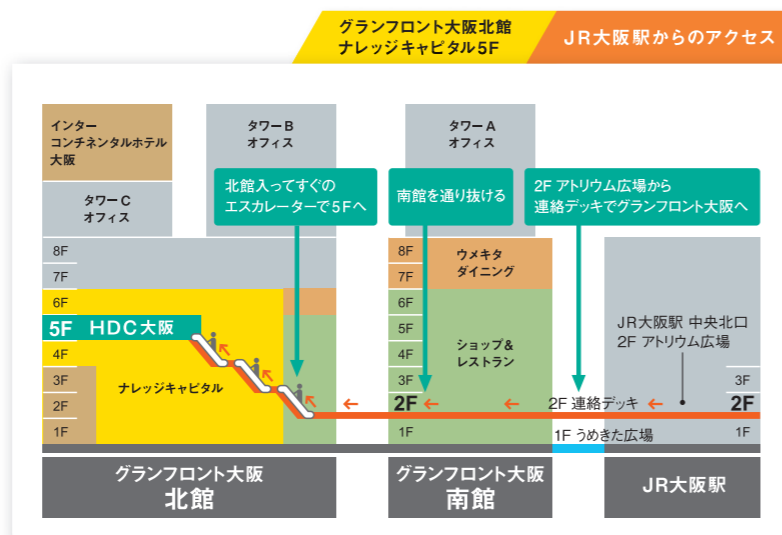 グランフロント大阪北館
ナレッジキャピタル5F
JR大阪駅からのアクセス
インター
コンチネンタルホテル
大阪
タワーB
オフィス
タワーA
オフィス
タワーC
オフィス
北館入ってすぐの
エスカレーターで5Fへ
南館を通り抜ける
2F アトリウム広場から
連絡デッキでグランフロント大阪へ
8F
7F
6F
5F HDC大阪
4F
3F
2F
1F
ナレッジキャピタル
8F
7F
6F
5F
4F
3F
2F
1F
ウメキタ
ダイニング
ショップ&
レストラン
JR大阪駅 中央北口
2F アトリウム広場
2F 連絡デッキ
1F うめきた広場
3F
2F
1F
グランフロント大阪
北館
グランフロント大阪
南館
JR大阪駅